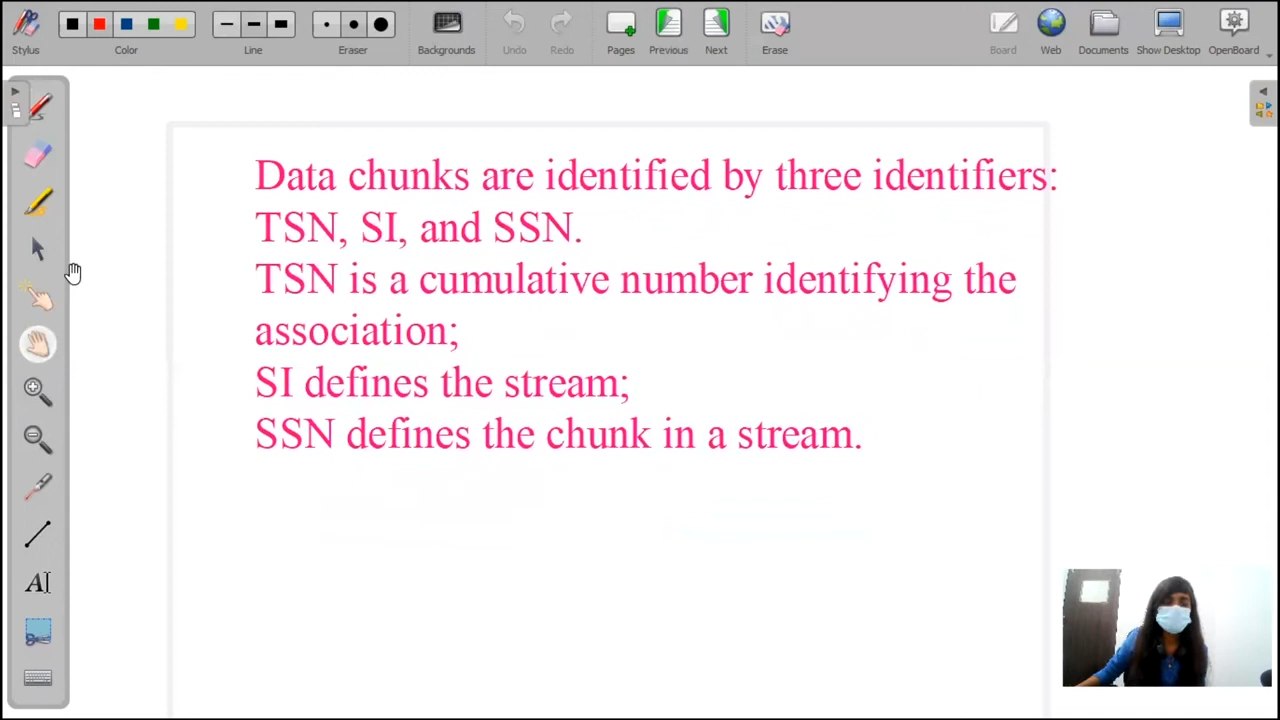 Stylus
Color
Line
Eraser
Backgrounds
Undo
Redo
Pages
Previous
Next
Erase
Board
Web
Documents
Show Desktop
OpenBoard
Data chunks are identified by three identifiers:
TSN, SI, and SSN.
TSN is a cumulative number identifying the
association;
SI defines the stream;
SSN defines the chunk in a stream.
A